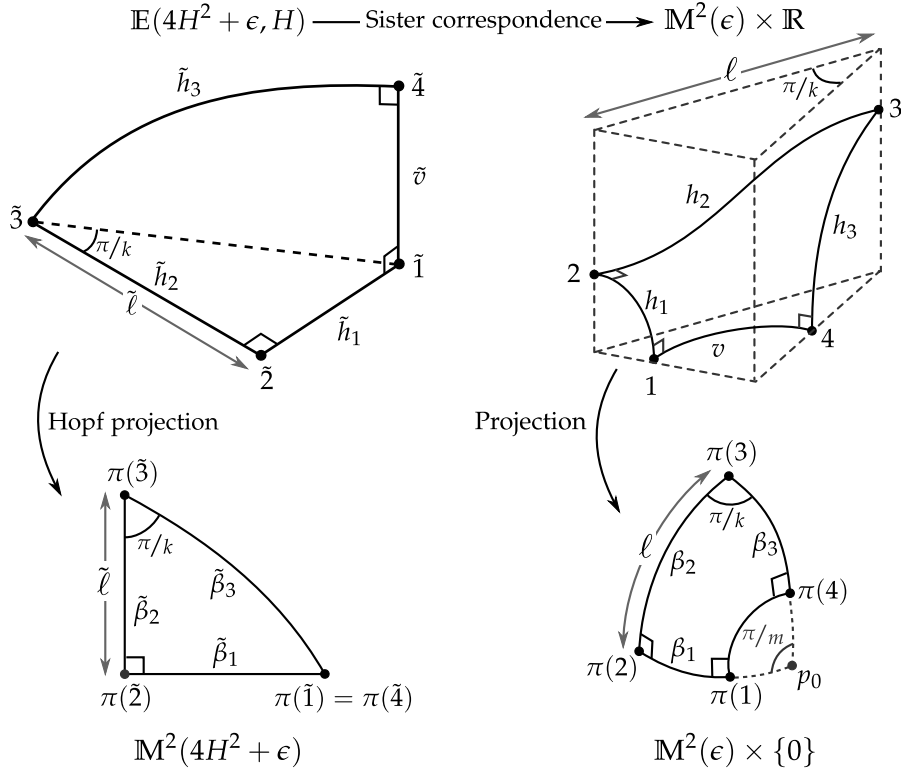 𝔼(4H² + ϵ, H) Sister correspondence 𝕄²(ϵ) × ℝ
h̃₃
4̃
ṽ
3̃
π/k
h̃₂
1̃
ℓ̃
h̃₁
2̃
ℓ
π/k
3
h₂
h₃
2
h₁
v
4
1
Hopf projection
Projection
π(3̃)
π/k
ℓ̃
β̃₃
β̃₂
β̃₁
π(2̃)
π(1̃) = π(4̃)
𝕄²(4H² + ϵ)
π(3)
π/k
ℓ
β₂
β₃
π(4)
π/m
π(2)
β₁
p₀
π(1)
𝕄²(ϵ) × {0}